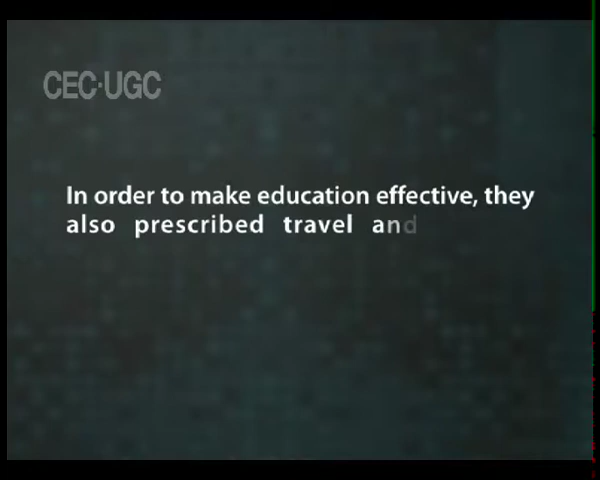 CEC·UGC
In order to make education effective, they
also prescribed travel and